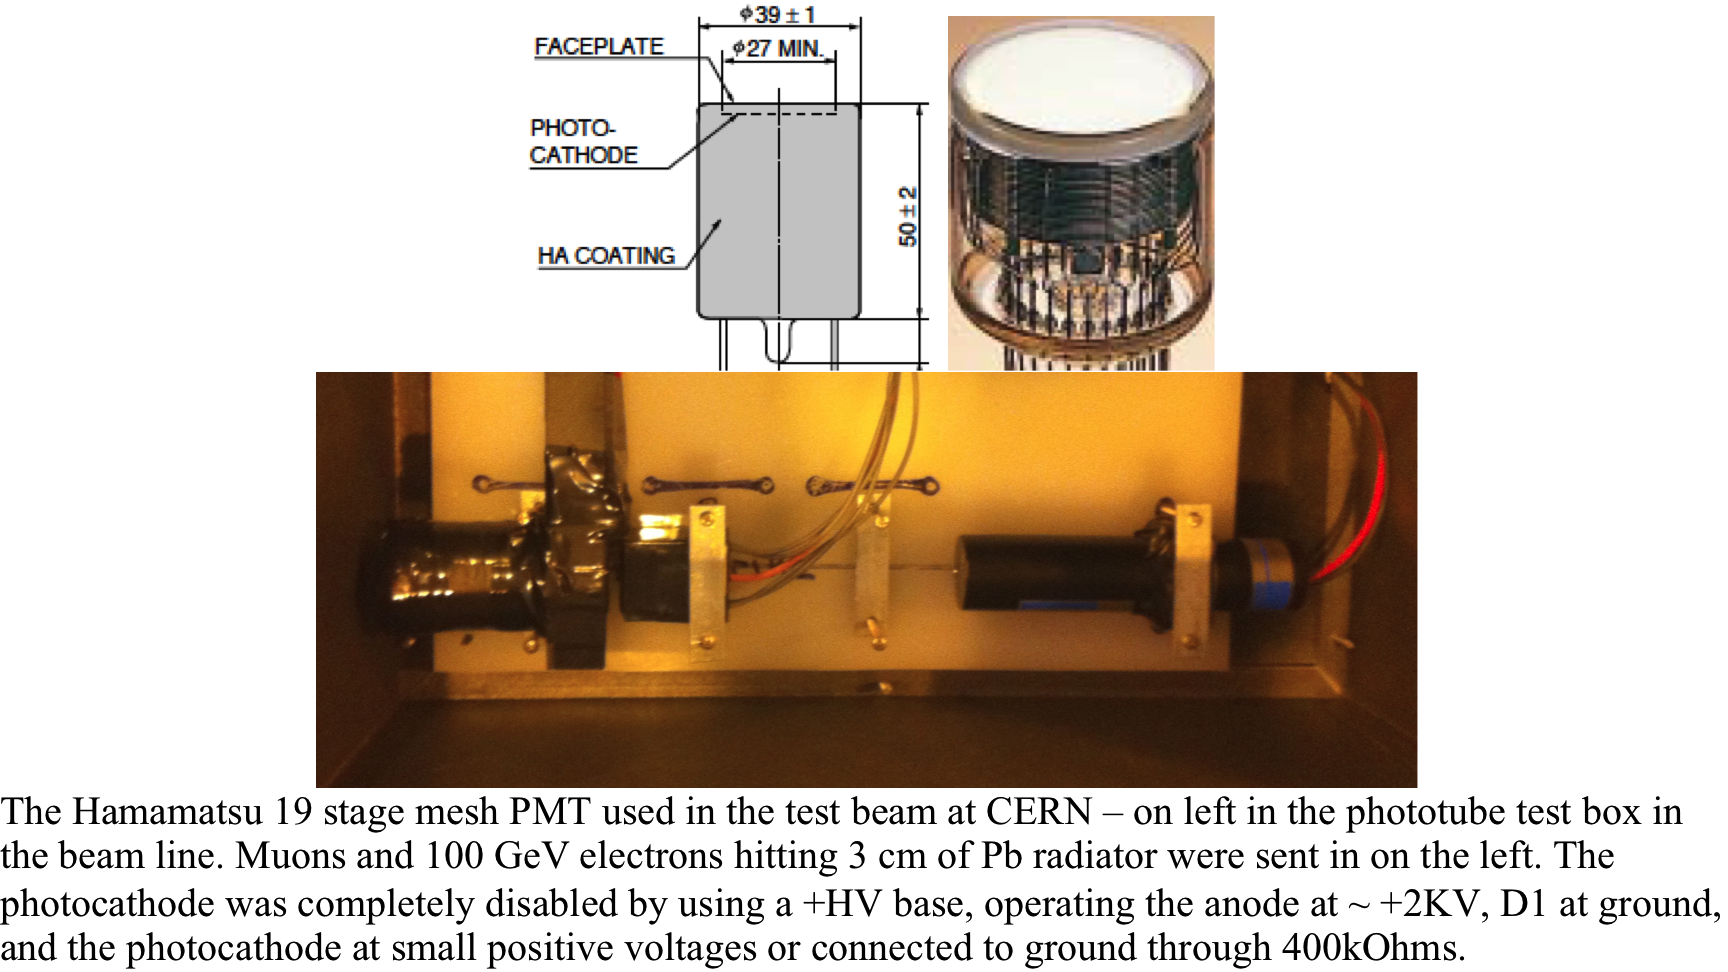 ϕ39 ± 1
FACEPLATE
ϕ27 MIN.
PHOTO-
CATHODE
50 ± 2
HA COATING
The Hamamatsu 19 stage mesh PMT used in the test beam at CERN – on left in the phototube test box in
the beam line. Muons and 100 GeV electrons hitting 3 cm of Pb radiator were sent in on the left. The
photocathode was completely disabled by using a +HV base, operating the anode at ~ +2KV, D1 at ground,
and the photocathode at small positive voltages or connected to ground through 400kOhms.